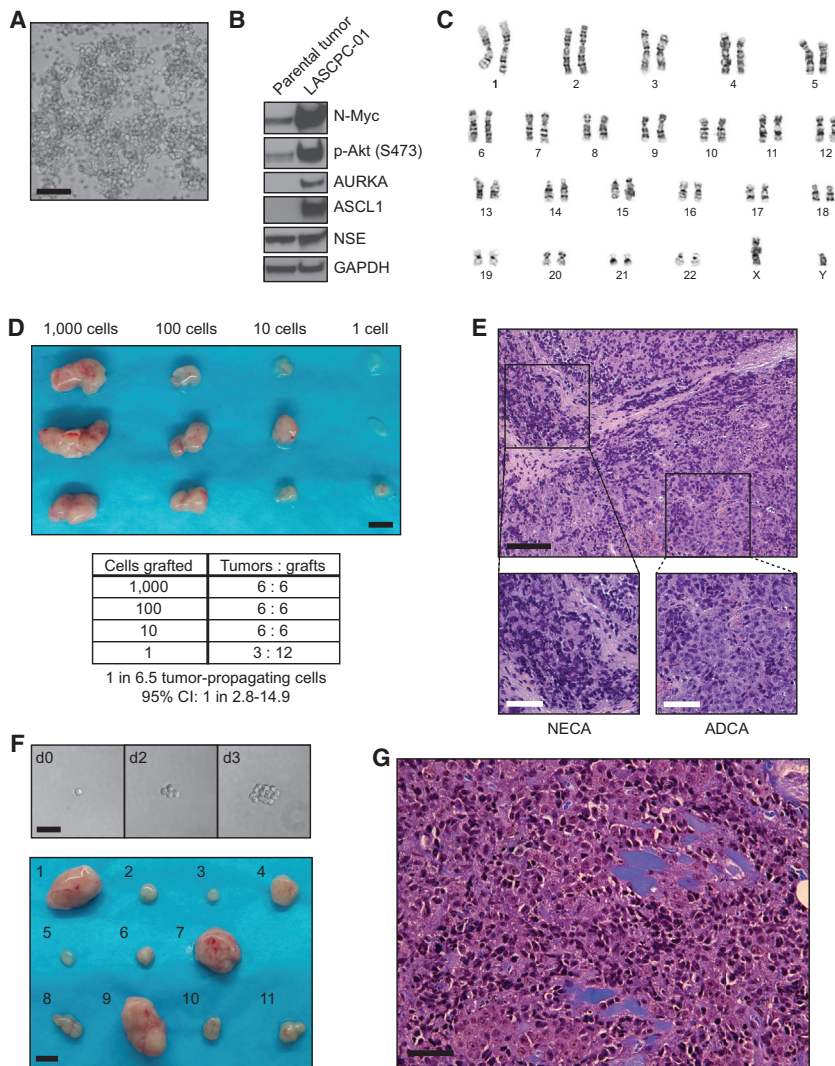 A
B
Parental tumor
LASCPC-01
N-Myc
p-Akt (S473)
AURKA
ASCL1
NSE
GAPDH
C
1 2 3 4 5
6 7 8 9 10 11 12
13 14 15 16 17 18
19 20 21 22 X Y
D
1,000 cells 100 cells 10 cells 1 cell
Cells grafted Tumors : grafts
1,000 6 : 6
100 6 : 6
10 6 : 6
1 3 : 12
1 in 6.5 tumor-propagating cells
95% CI: 1 in 2.8-14.9
E
NECA ADCA
F
d0 d2 d3
1 2 3 4
5 6 7
8 9 10 11
G